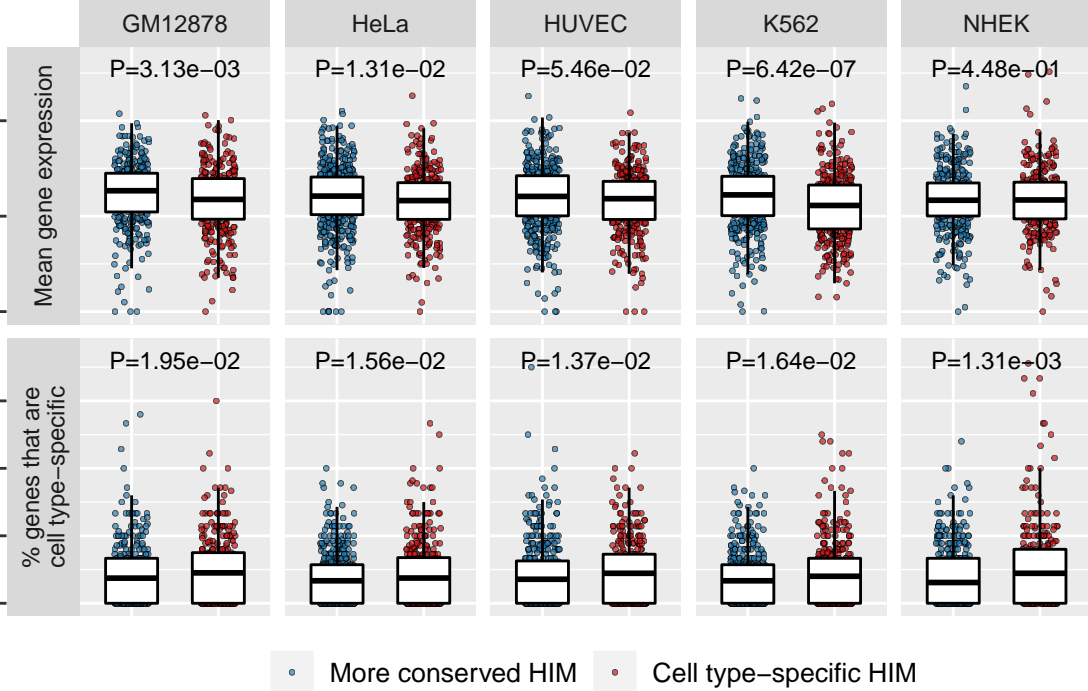 GM12878
HeLa
HUVEC
K562
NHEK
Mean gene expression
P=3.13e−03
P=1.31e−02
P=5.46e−02
P=6.42e−07
P=4.48e−01
% genes that are
cell type−specific
P=1.95e−02
P=1.56e−02
P=1.37e−02
P=1.64e−02
P=1.31e−03
More conserved HIM
Cell type−specific HIM